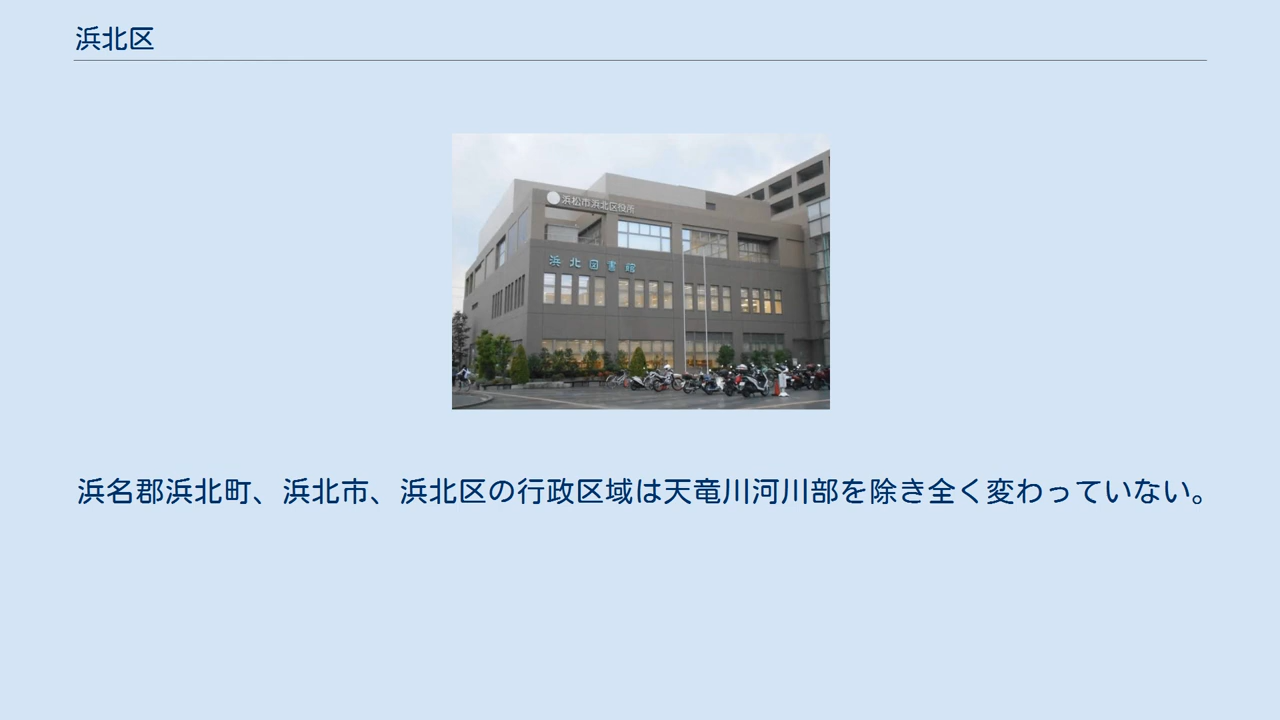 浜北区
浜松市浜北区役所
浜北図書館
浜名郡浜北町、浜北市、浜北区の行政区域は天竜川河川部を除き全く変わっていない。